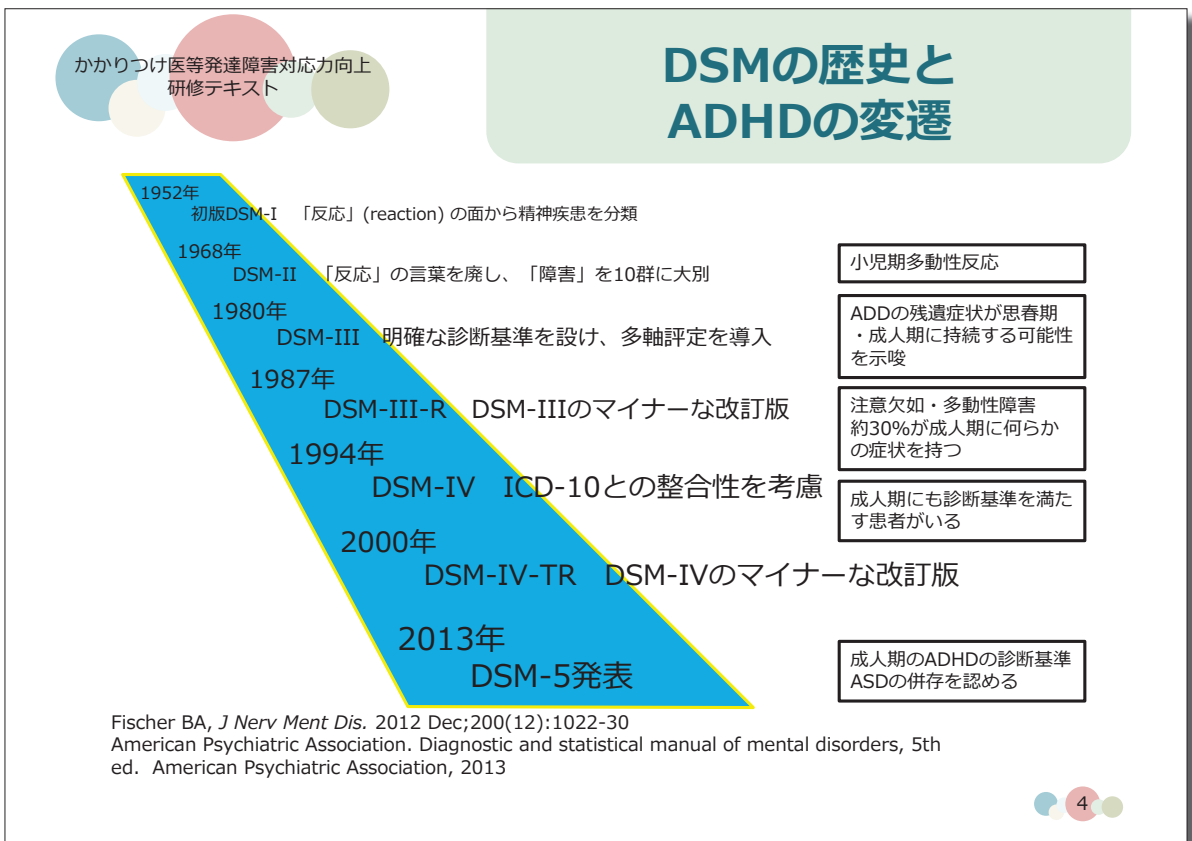 かかりつけ医等発達障害対応力向上
研修テキスト
DSMの歴史と
ADHDの変遷
1952年
初版DSM-I 「反応」(reaction) の面から精神疾患を分類
1968年
DSM-II 「反応」の言葉を廃し、「障害」を10群に大別
小児期多動性反応
1980年
DSM-III 明確な診断基準を設け、多軸評定を導入
ADDの残遺症状が思春期
・成人期に持続する可能性
を示唆
1987年
DSM-III-R DSM-IIIのマイナーな改訂版
注意欠如・多動性障害
約30%が成人期に何らか
の症状を持つ
1994年
DSM-IV ICD-10との整合性を考慮
成人期にも診断基準を満た
す患者がいる
2000年
DSM-IV-TR DSM-IVのマイナーな改訂版
2013年
DSM-5発表
成人期のADHDの診断基準
ASDの併存を認める
Fischer BA, J Nerv Ment Dis. 2012 Dec;200(12):1022-30
American Psychiatric Association. Diagnostic and statistical manual of mental disorders, 5th
ed. American Psychiatric Association, 2013
4